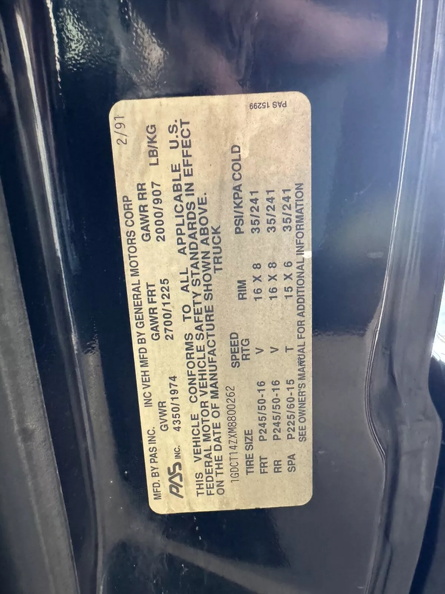 MFD. BY PAS INC. INC VEH MFD BY GENERAL MOTORS CORP 2/91
GVWR GAWR FRT GAWR RR
4350/1974 2700/1225 2000/907 LB/KG
PAS INC.
THIS VEHICLE CONFORMS TO ALL APPLICABLE U.S.
FEDERAL MOTOR VEHICLE SAFETY STANDARDS IN EFFECT
ON THE DATE OF MANUFACTURE SHOWN ABOVE.
1GDCT14ZXM8800262 TRUCK
TIRE SIZE SPEED RTG RIM PSI/KPA COLD
FRT P245/50-16 V 16 X 8 35/241
RR P245/50-16 V 16 X 8 35/241
SPA P225/60-15 T 15 X 6 35/241
SEE OWNER'S MANUAL FOR ADDITIONAL INFORMATION
PAS 15299